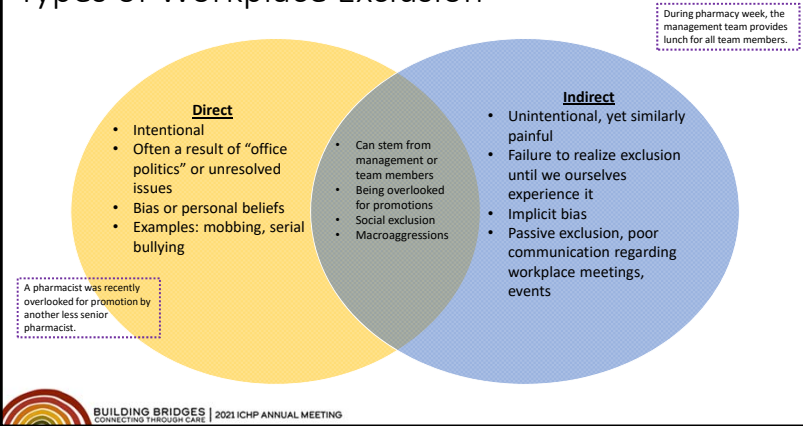 Types of Workplace Exclusion
During pharmacy week, the
management team provides
lunch for all team members.
Direct
• Intentional
• Often a result of “office
politics” or unresolved
issues
• Bias or personal beliefs
• Examples: mobbing, serial
bullying
• Can stem from
management or
team members
• Being overlooked
for promotions
• Social exclusion
• Macroaggressions
Indirect
• Unintentional, yet similarly
painful
• Failure to realize exclusion
until we ourselves
experience it
• Implicit bias
• Passive exclusion, poor
communication regarding
workplace meetings,
events
A pharmacist was recently
overlooked for promotion by
another less senior
pharmacist.
BUILDING BRIDGES | 2021 ICHP ANNUAL MEETING
CONNECTING THROUGH CARE